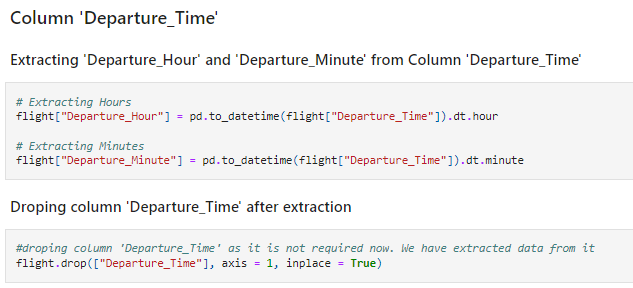 Column 'Departure_Time'
Extracting 'Departure_Hour' and 'Departure_Minute' from Column 'Departure_Time'
# Extracting Hours
flight["Departure_Hour"] = pd.to_datetime(flight["Departure_Time"]).dt.hour
# Extracting Minutes
flight["Departure_Minute"] = pd.to_datetime(flight["Departure_Time"]).dt.minute
Droping column 'Departure_Time' after extraction
#droping column 'Departure_Time' as it is not required now. We have extracted data from it
flight.drop(["Departure_Time"], axis = 1, inplace = True)